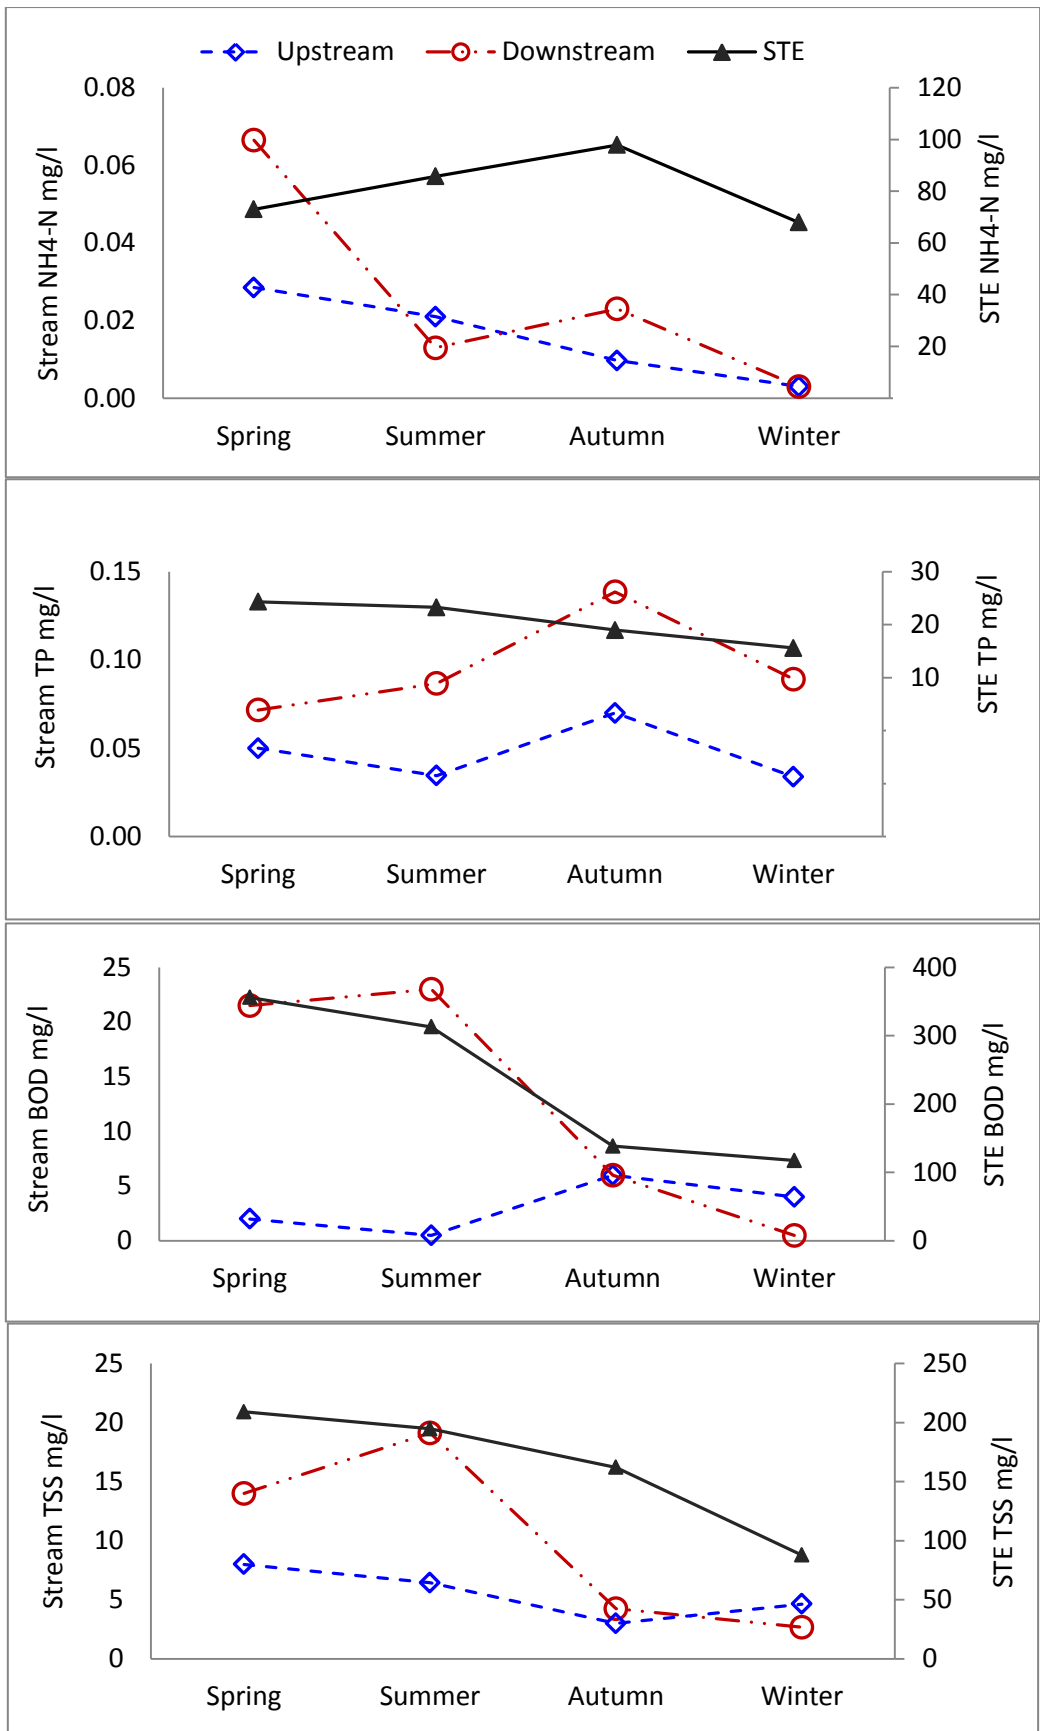 Upstream Downstream STE
0.08 120
100
0.06 80
0.04 60
40
0.02 20
0.00
Stream NH4-N mg/l
STE NH4-N mg/l
Spring Summer Autumn Winter
0.15 30
20
0.10 10
0.05
0.00
Stream TP mg/l
STE TP mg/l
Spring Summer Autumn Winter
25 400
20 300
15
10 200
5 100
0 0
Stream BOD mg/l
STE BOD mg/l
Spring Summer Autumn Winter
25 250
20 200
15 150
10 100
5 50
0 0
Stream TSS mg/l
STE TSS mg/l
Spring Summer Autumn Winter